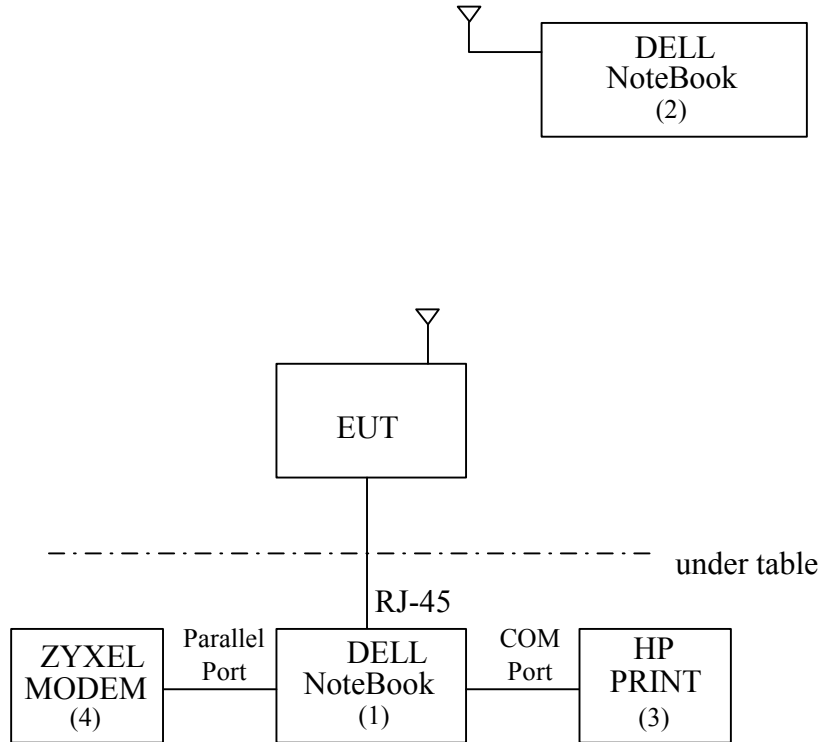 DELL
NoteBook
(2)
EUT
under table
RJ-45
ZYXEL
MODEM
(4)
Parallel
Port
DELL
NoteBook
(1)
COM
Port
HP
PRINT
(3)